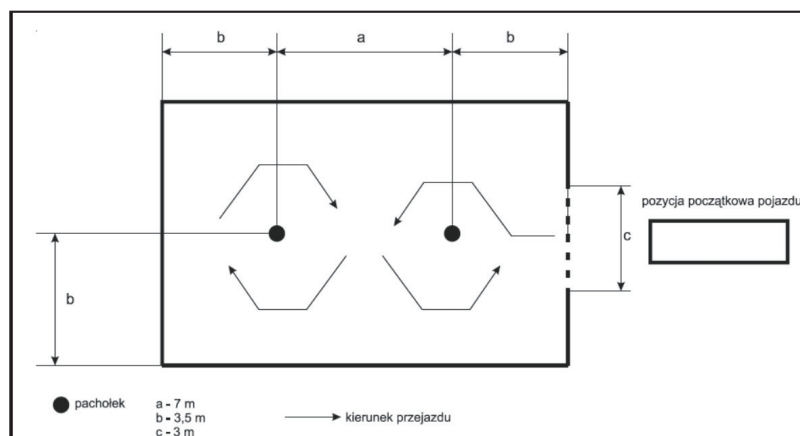 b a b
pozycja początkowa pojazdu
c
b
pachołek
a - 7 m
b - 3,5 m
c - 3 m
kierunek przejazdu